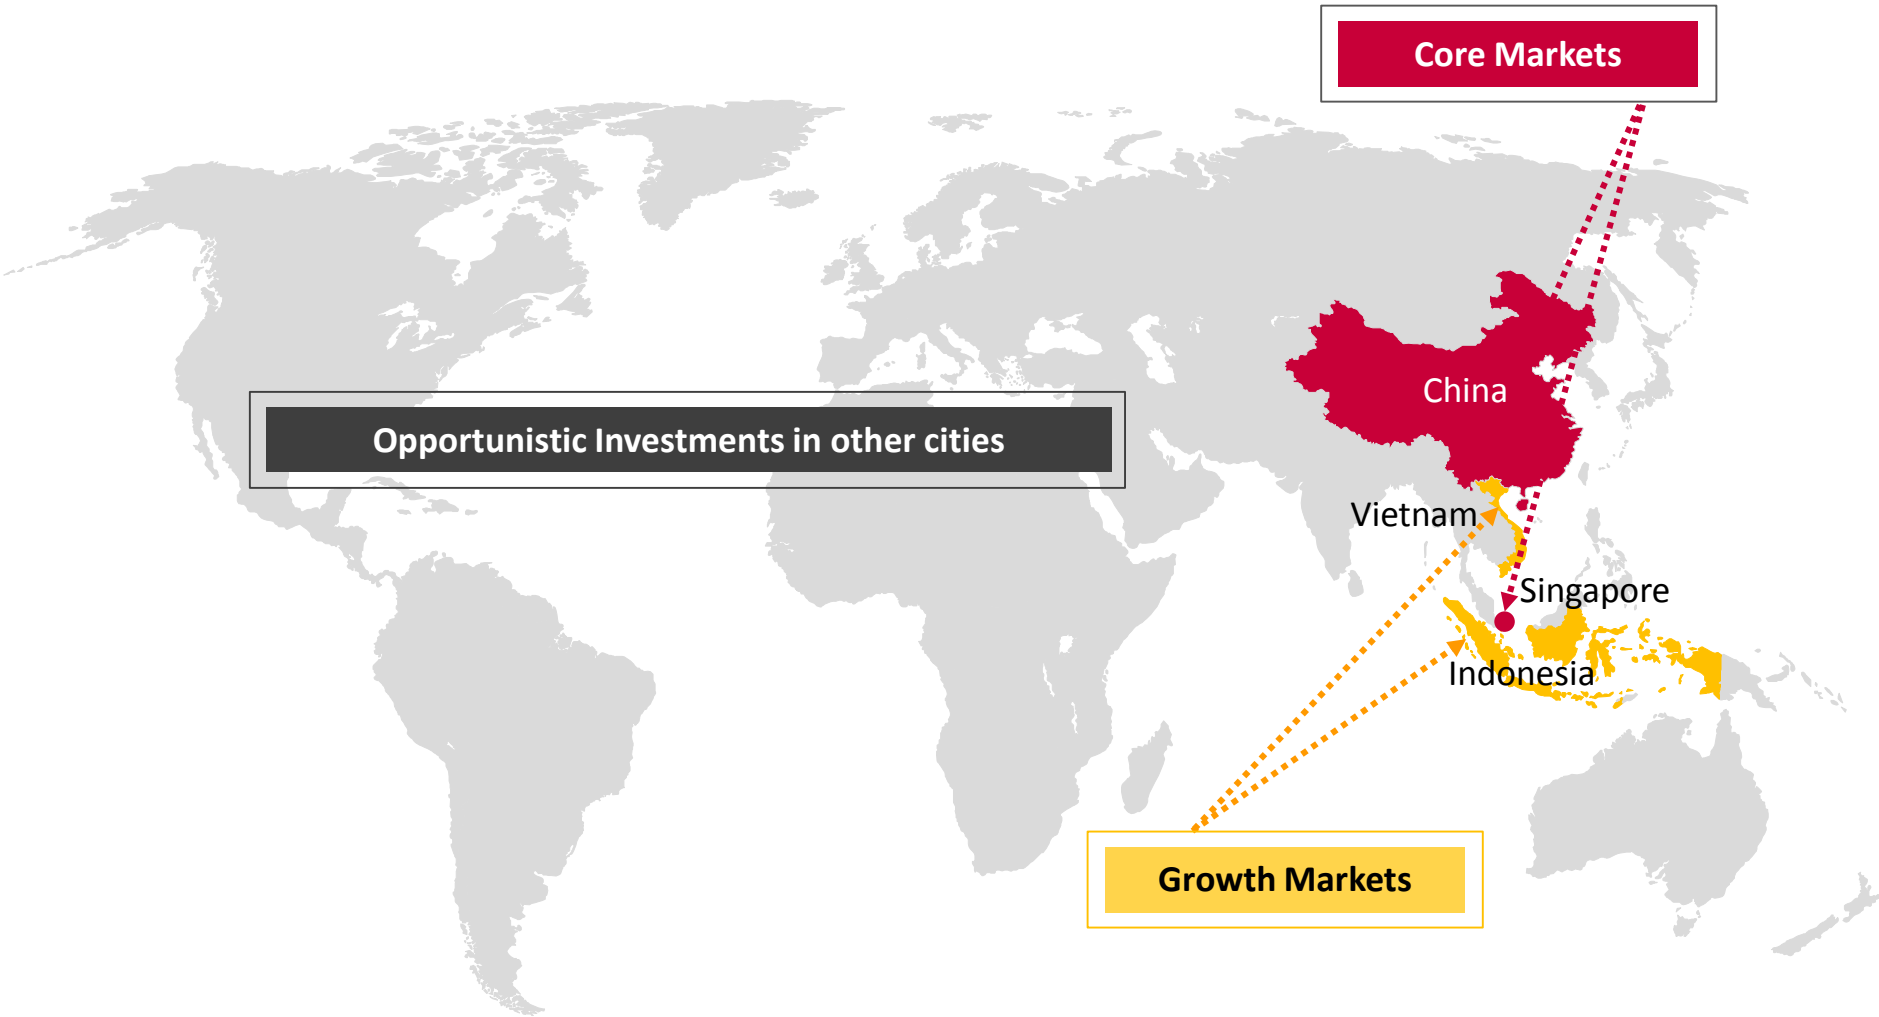 Core Markets
China
Opportunistic Investments in other cities
Vietnam
Singapore
Indonesia
Growth Markets